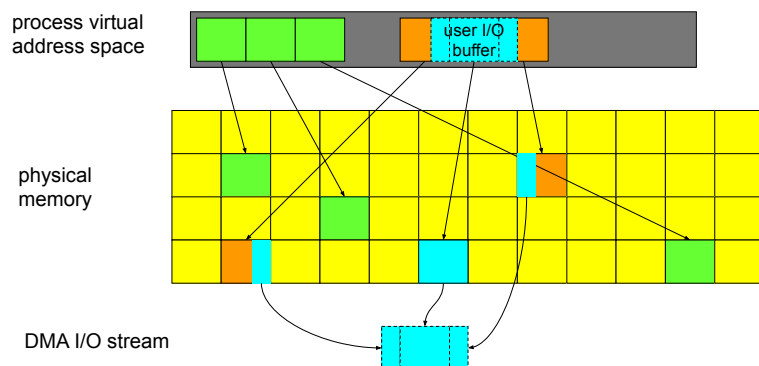 process virtual
address space
user I/O
buffer
physical
memory
DMA I/O stream